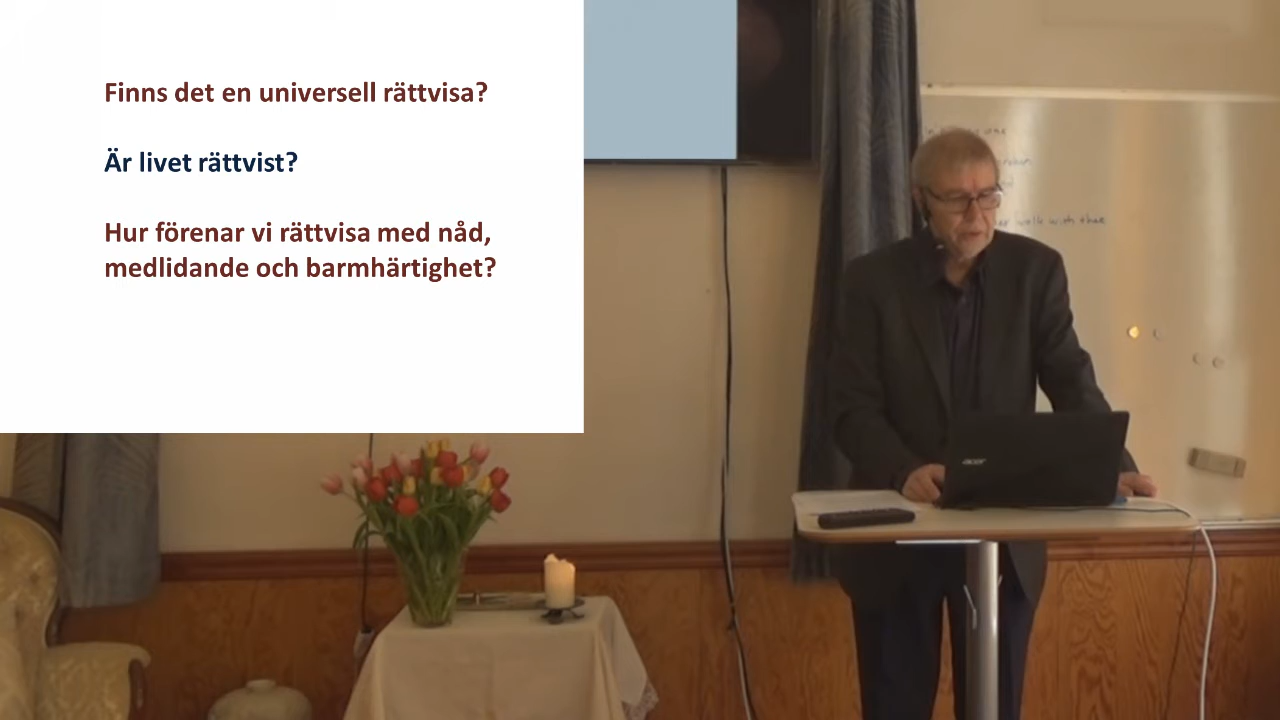 Finns det en universell rättvisa?
Är livet rättvist?
Hur förenar vi rättvisa med nåd,
medlidande och barmhärtighet?
walk with thee
acer